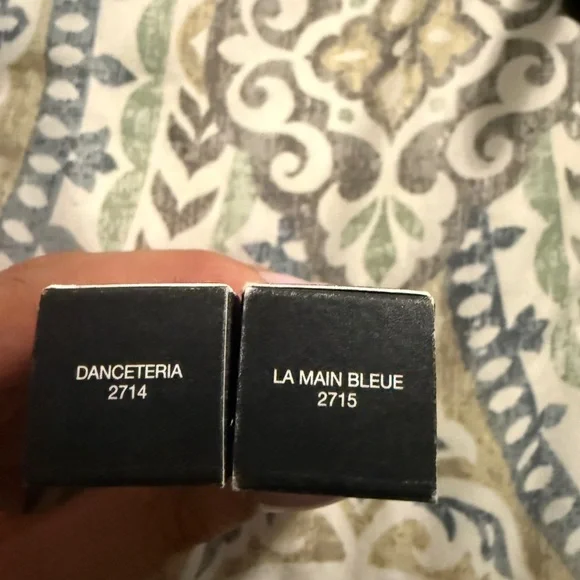 DANCETERIA
2714
LA MAIN BLEUE
2715